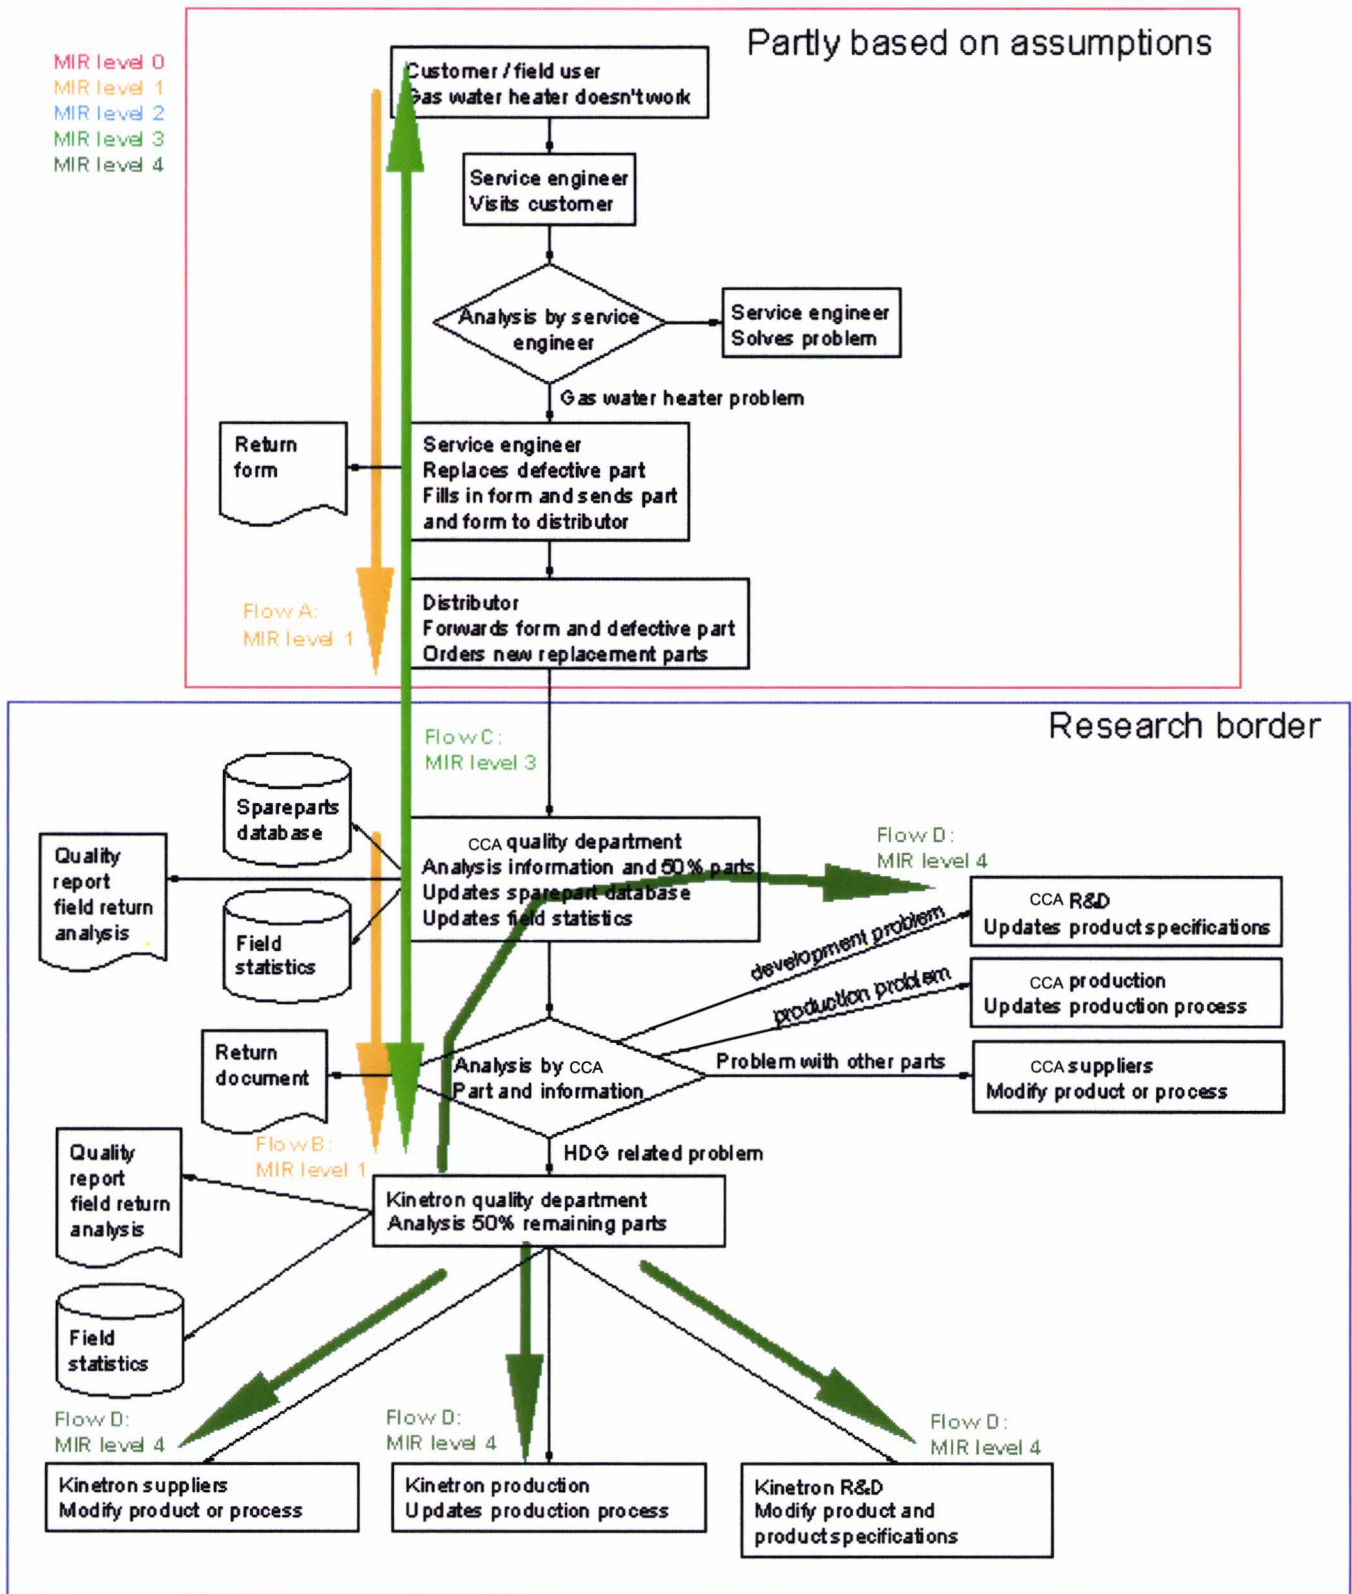 Partly based on assumptions
MIR level 0
MIR level 1
MIR level 2
MIR level 3
MIR level 4
Customer / field user
Gas water heater doesn't work
Service engineer
Visits customer
Analysis by service
engineer
Service engineer
Solves problem
Gas water heater problem
Return
form
Service engineer
Replaces defective part
Fills in form and sends part
and form to distributor
Flow A:
MIR level 1
Distributor
Forwards form and defective part
Orders new replacement parts
Research border
Flow C:
MIR level 3
Spareparts
database
Quality
report
field return
analysis
Field
statistics
CCA quality department
Analysis information and 50% parts
Updates sparepart database
Updates field statistics
Flow D:
MIR level 4
development problem
production problem
CCA R&D
Updates product specifications
CCA production
Updates production process
Return
document
Analysis by CCA
Part and information
Problem with other parts
CCA suppliers
Modify product or process
Flow B:
MIR level 1
HDG related problem
Quality
report
field return
analysis
Kinetron quality department
Analysis 50% remaining parts
Field
statistics
Flow D:
MIR level 4
Flow D:
MIR level 4
Flow D:
MIR level 4
Kinetron suppliers
Modify product or process
Kinetron production
Updates production process
Kinetron R&D
Modify product and
product specifications